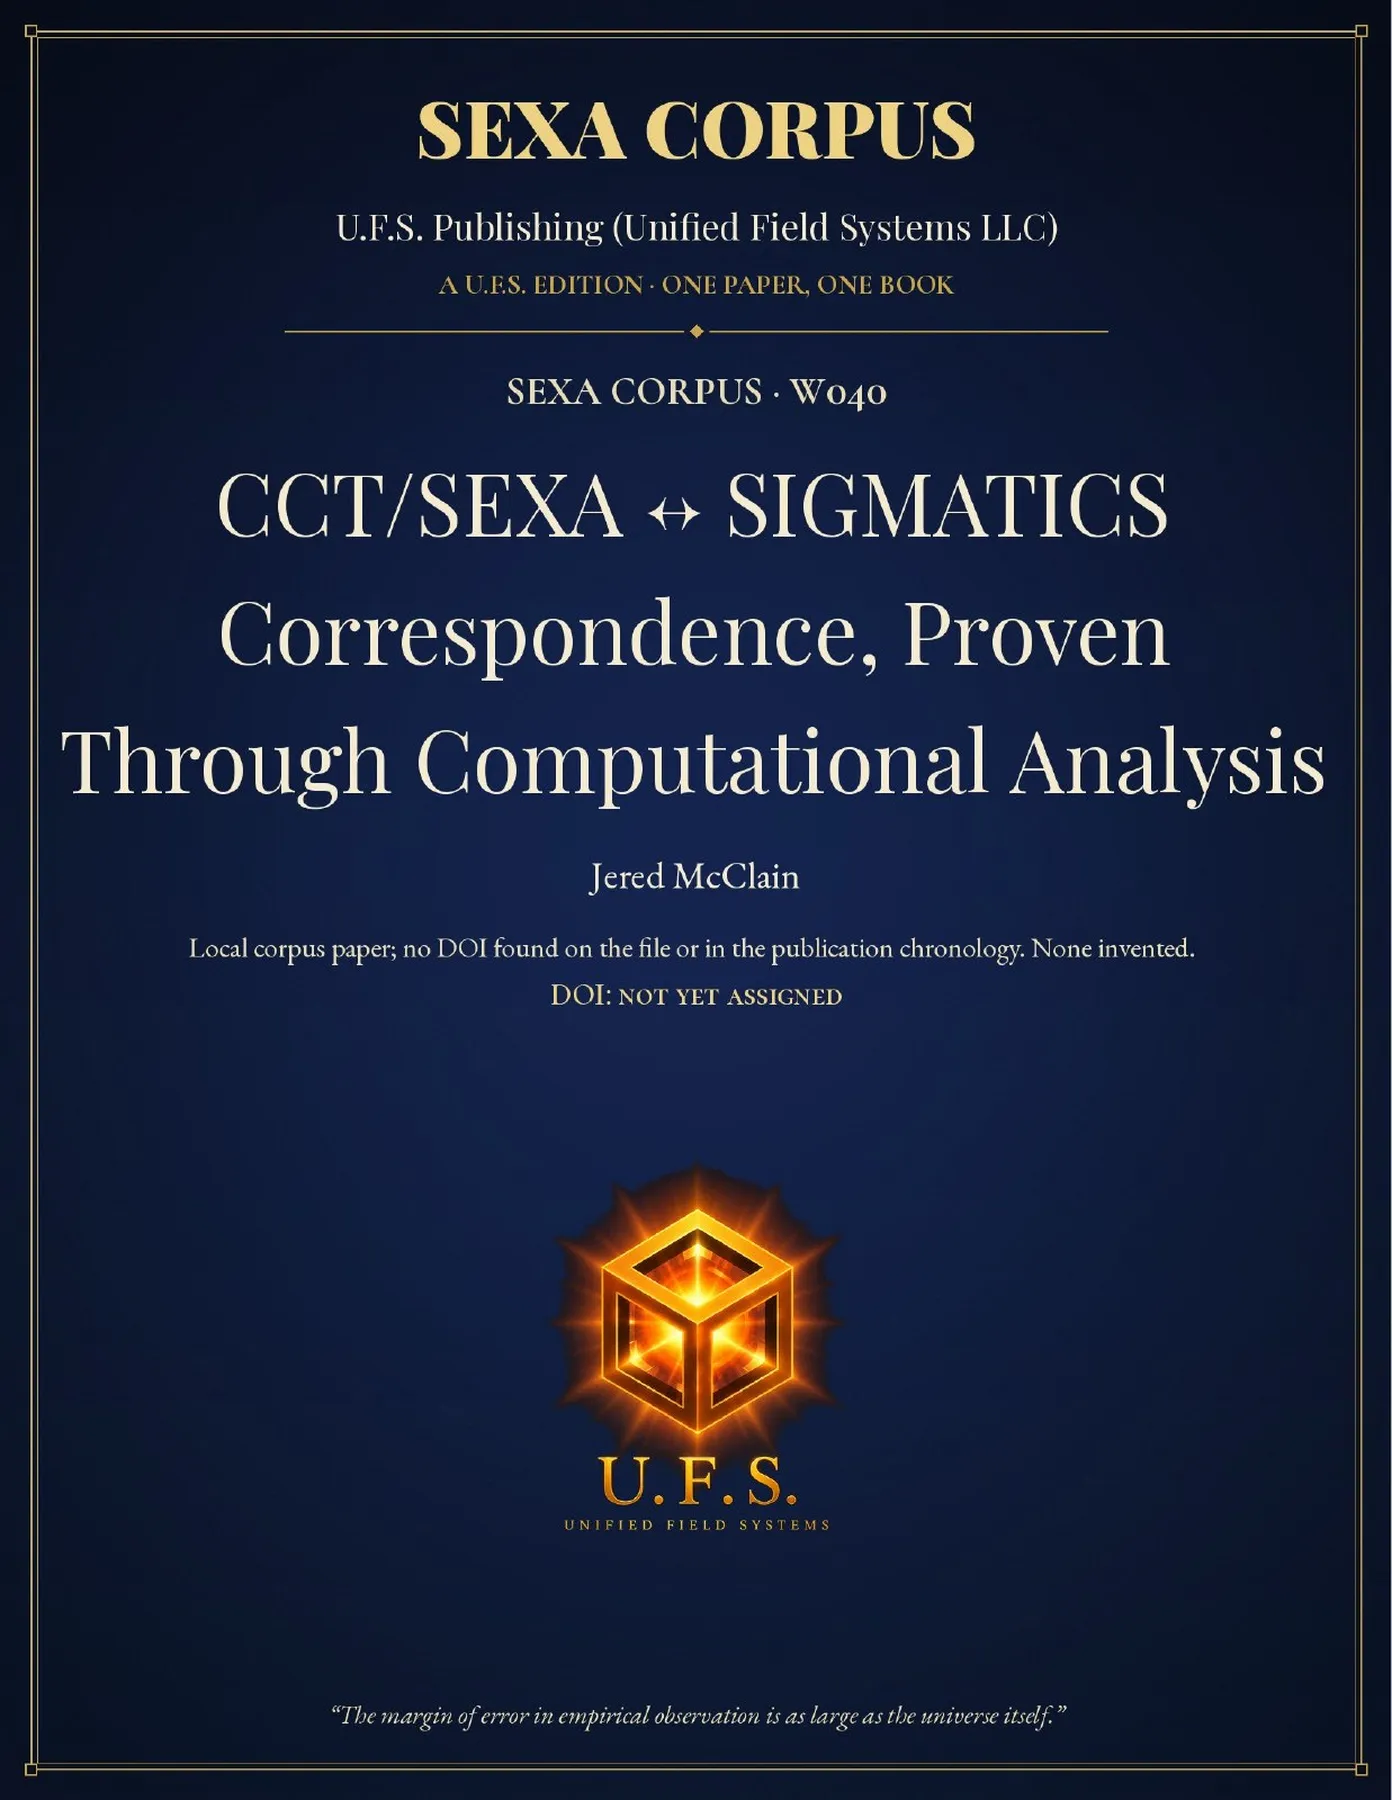 SEXA CORPUS
U.F.S. Publishing (Unified Field Systems LLC)
A U.F.S. EDITION · ONE PAPER, ONE BOOK
SEXA CORPUS · W040
CCT/SEXA ↔ SIGMATICS
Correspondence, Proven
Through Computational Analysis
Jered McClain
Local corpus paper; no DOI found on the file or in the publication chronology. None invented.
DOI: NOT YET ASSIGNED
U.F.S.
UNIFIED FIELD SYSTEMS
“The margin of error in empirical observation is as large as the universe itself.”